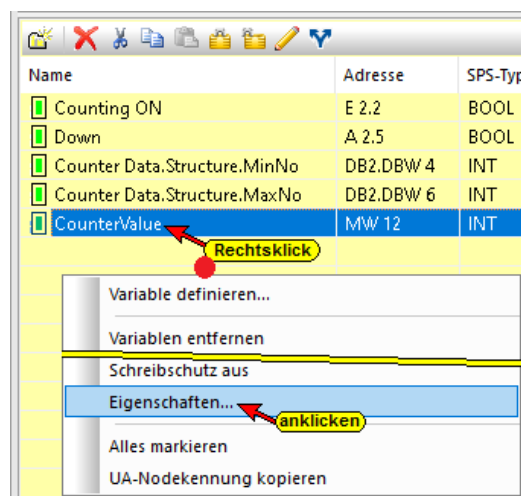 Name Adresse SPS-Typ
Counting ON E 2.2 BOOL
Down A 2.5 BOOL
Counter Data.Structure.MinNo DB2.DBW 4 INT
Counter Data.Structure.MaxNo DB2.DBW 6 INT
CounterValue MW 12 INT
Rechtsklick
Variable definieren...
Variablen entfernen
Schreibschutz aus
Eigenschaften...
anklicken
Alles markieren
UA-Nodekennung kopieren